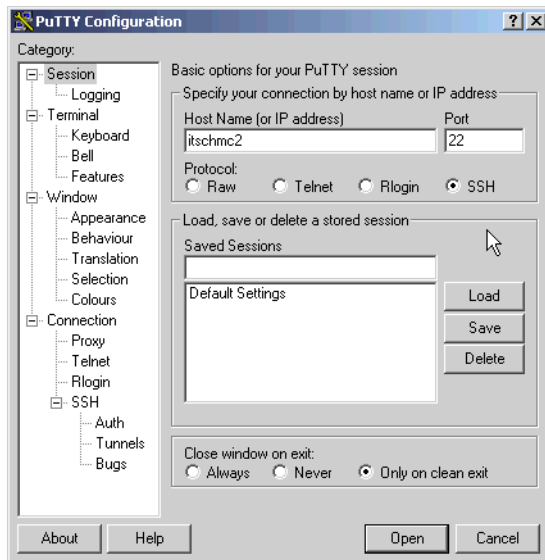 PuTTY Configuration
Category:
Session
Logging
Terminal
Keyboard
Bell
Features
Window
Appearance
Behaviour
Translation
Selection
Colours
Connection
Proxy
Telnet
Rlogin
SSH
Auth
Tunnels
Bugs
Basic options for your PuTTY session
Specify your connection by host name or IP address
Host Name (or IP address) Port
itschmc2 22
Protocol:
Raw Telnet Rlogin SSH
Load, save or delete a stored session
Saved Sessions
Default Settings
Load
Save
Delete
Close window on exit:
Always Never Only on clean exit
About Help Open Cancel